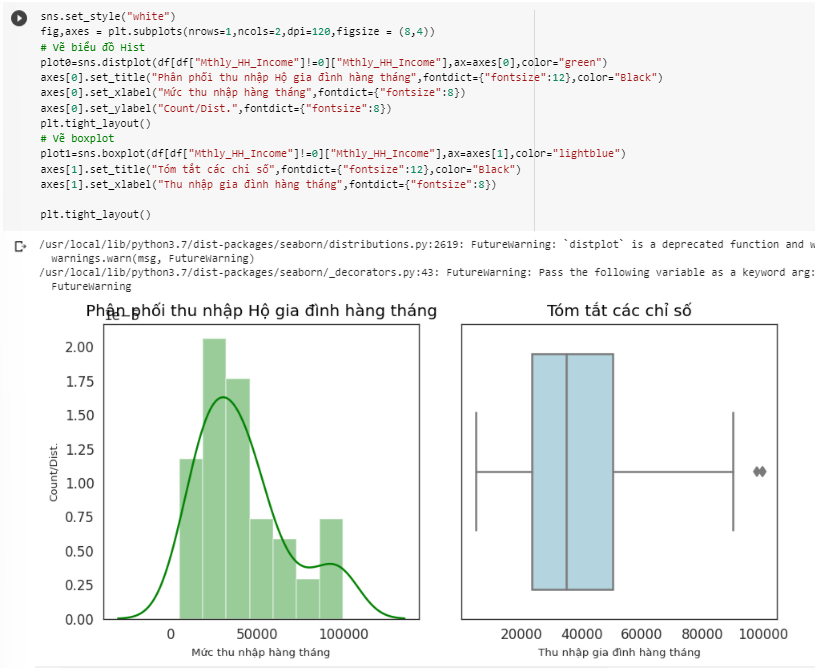 sns.set_style("white")
fig,axes = plt.subplots(nrows=1,ncols=2,dpi=120,figsize = (8,4))
# Vẽ biểu đồ Hist
plot0=sns.distplot(df[df["Mthly_HH_Income"]!=0]["Mthly_HH_Income"],ax=axes[0],color="green")
axes[0].set_title("Phân phối thu nhập Hộ gia đình hàng tháng",fontdict={"fontsize":12},color="Black")
axes[0].set_xlabel("Mức thu nhập hàng tháng",fontdict={"fontsize":8})
axes[0].set_ylabel("Count/Dist.",fontdict={"fontsize":8})
plt.tight_layout()
# Vẽ boxplot
plot1=sns.boxplot(df[df["Mthly_HH_Income"]!=0]["Mthly_HH_Income"],ax=axes[1],color="lightblue")
axes[1].set_title("Tóm tắt các chỉ số",fontdict={"fontsize":12},color="Black")
axes[1].set_xlabel("Thu nhập gia đình hàng tháng",fontdict={"fontsize":8})
plt.tight_layout()
/usr/local/lib/python3.7/dist-packages/seaborn/distributions.py:2619: FutureWarning: `distplot` is a deprecated function and w
warnings.warn(msg, FutureWarning)
/usr/local/lib/python3.7/dist-packages/seaborn/_decorators.py:43: FutureWarning: Pass the following variable as a keyword arg:
FutureWarning
Phân phối thu nhập Hộ gia đình hàng tháng
Tóm tắt các chỉ số
2.00
1.75
1.50
1.25
1.00
0.75
0.50
0.25
0.00
Count/Dist.
0 50000 100000
Mức thu nhập hàng tháng
20000 40000 60000 80000 100000
Thu nhập gia đình hàng tháng